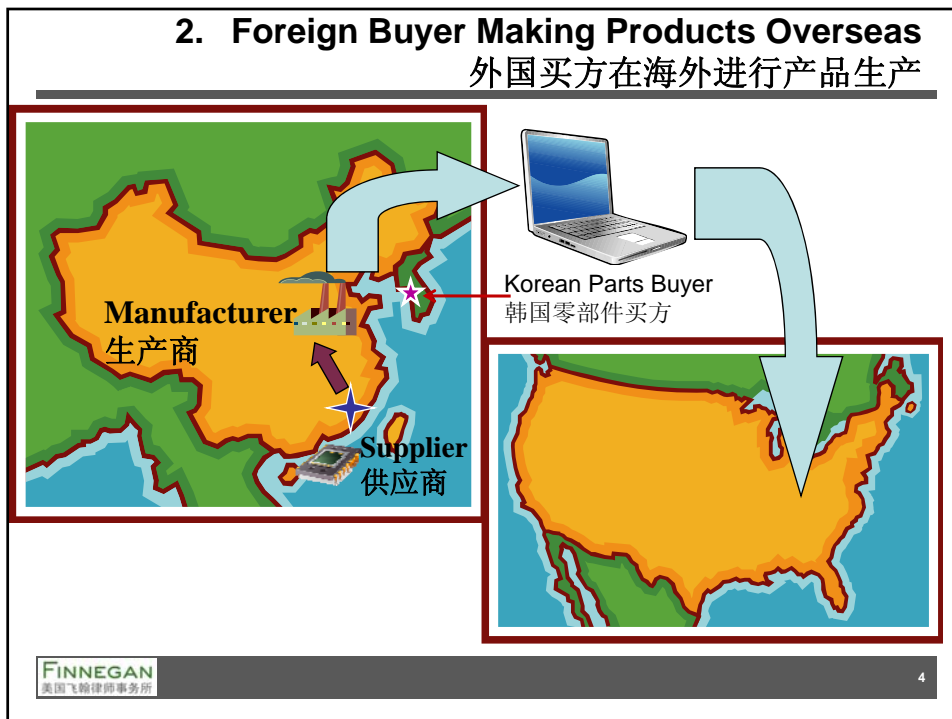 2. Foreign Buyer Making Products Overseas
外国买方在海外进行产品生产
Korean Parts Buyer
韩国零部件买方
Manufacturer
生产商
Supplier
供应商
FINNEGAN
美国飞翰律师事务所
4